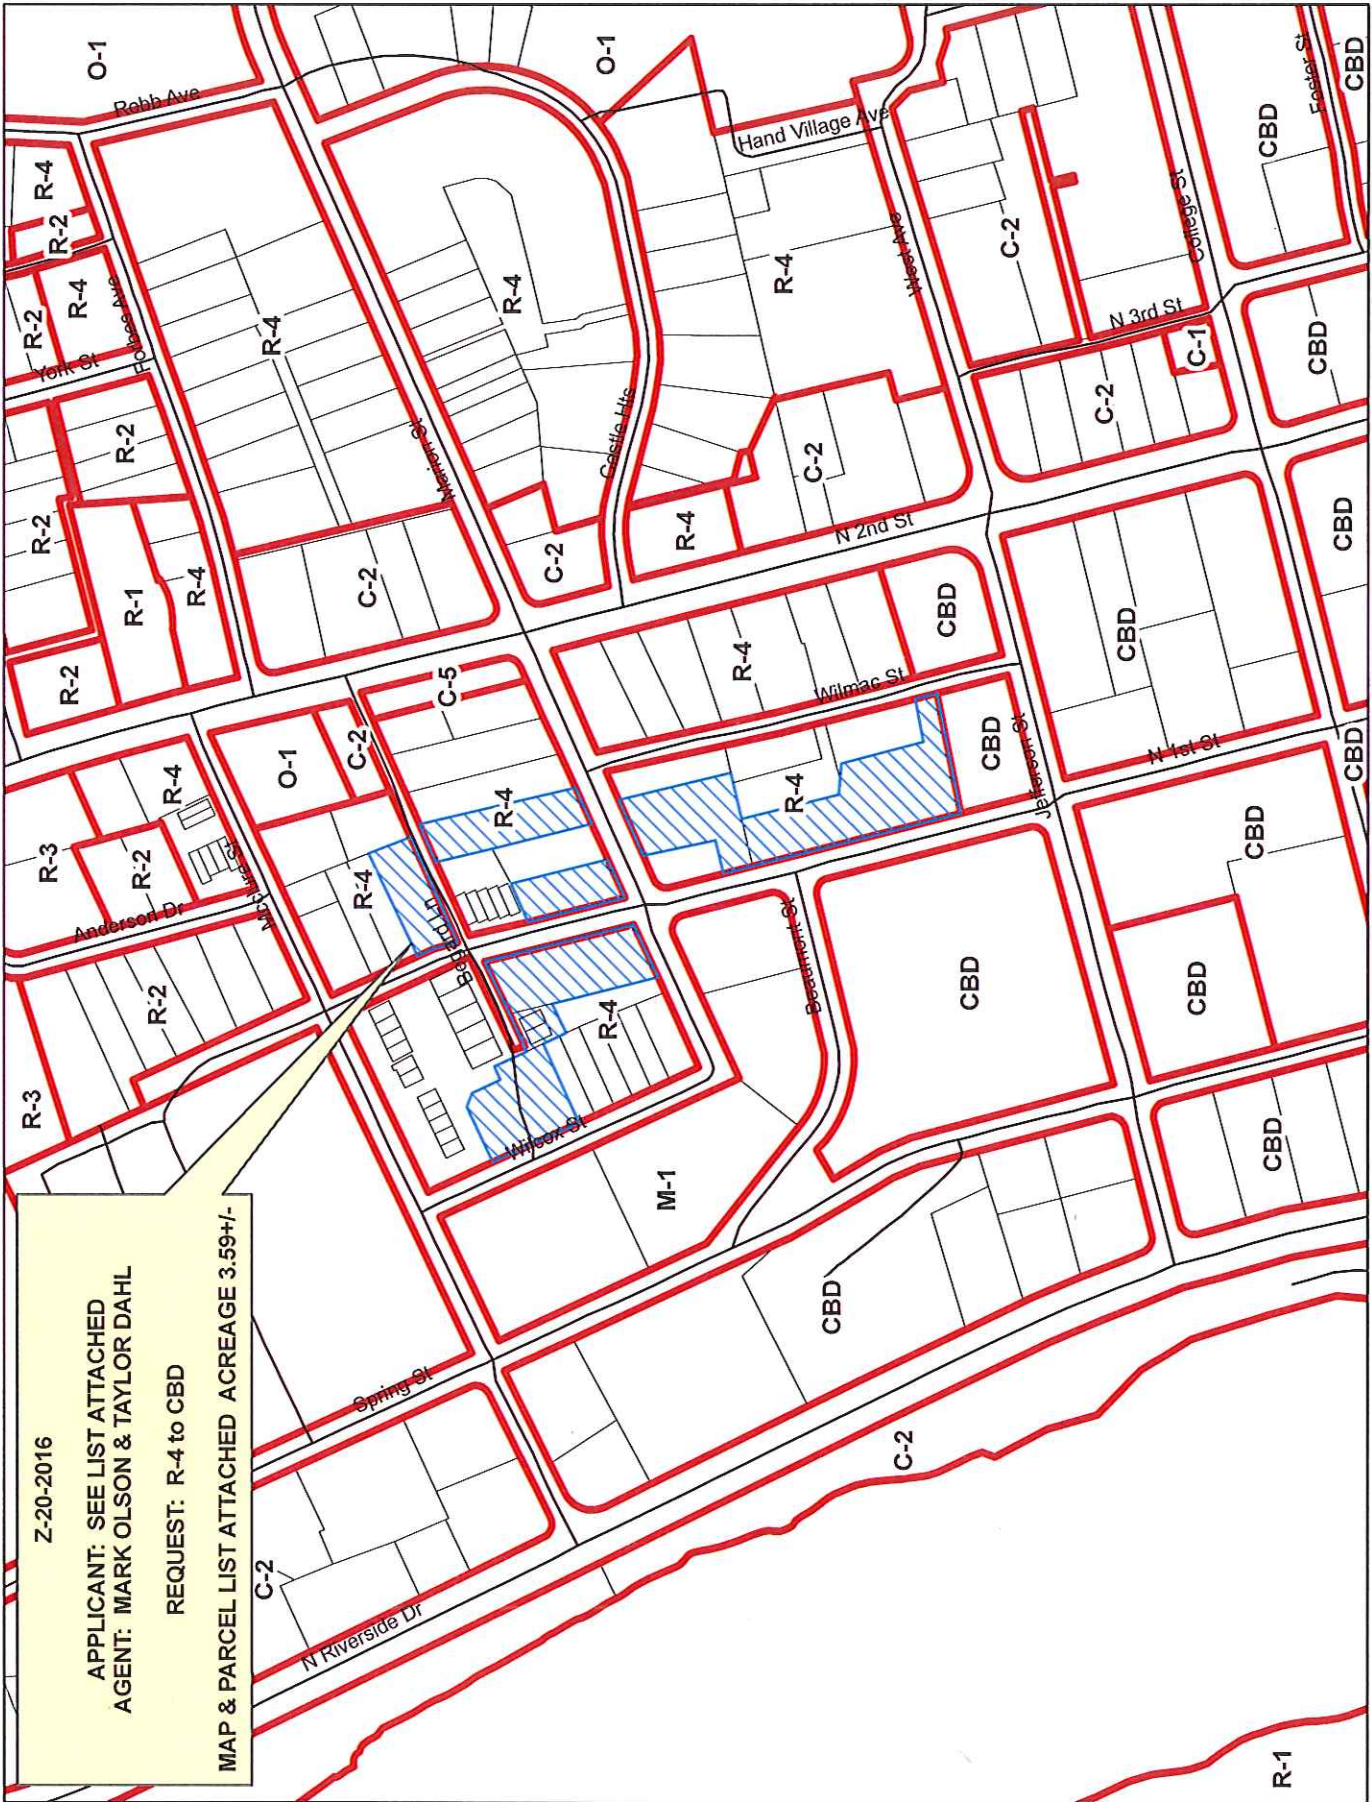 Z-20-2016
APPLICANT: SEE LIST ATTACHED
AGENT: MARK OLSON & TAYLOR DAHL
REQUEST: R-4 to CBD
MAP & PARCEL LIST ATTACHED ACREAGE 3.59+/-
R-3
R-3
R-2
Anderson Dr
R-2
R-4
McClure St
R-2
R-1
R-4
R-2
R-2
York St
R-2
R-4
R-2
R-4
Forbes Ave
Robb Ave
O-1
O-1
C-2
R-4
Bogard Ln
C-5
R-4
C-2
R-4
Marion St
R-4
C-2
Castle Hts
R-4
O-1
Hand Village Ave
R-4
C-2
N 2nd St
West Ave
C-2
Spring St
N Riverside Dr
Wilcox St
R-4
M-1
R-4
R-4
Wilmac St
CBD
CBD
Jefferson St
Beaumont St
CBD
CBD
C-2
CBD
CBD
CBD
N 1st St
CBD
CBD
C-2
C-1
N 3rd St
C-2
College St
CBD
CBD
CBD
Foster St
CBD
R-1